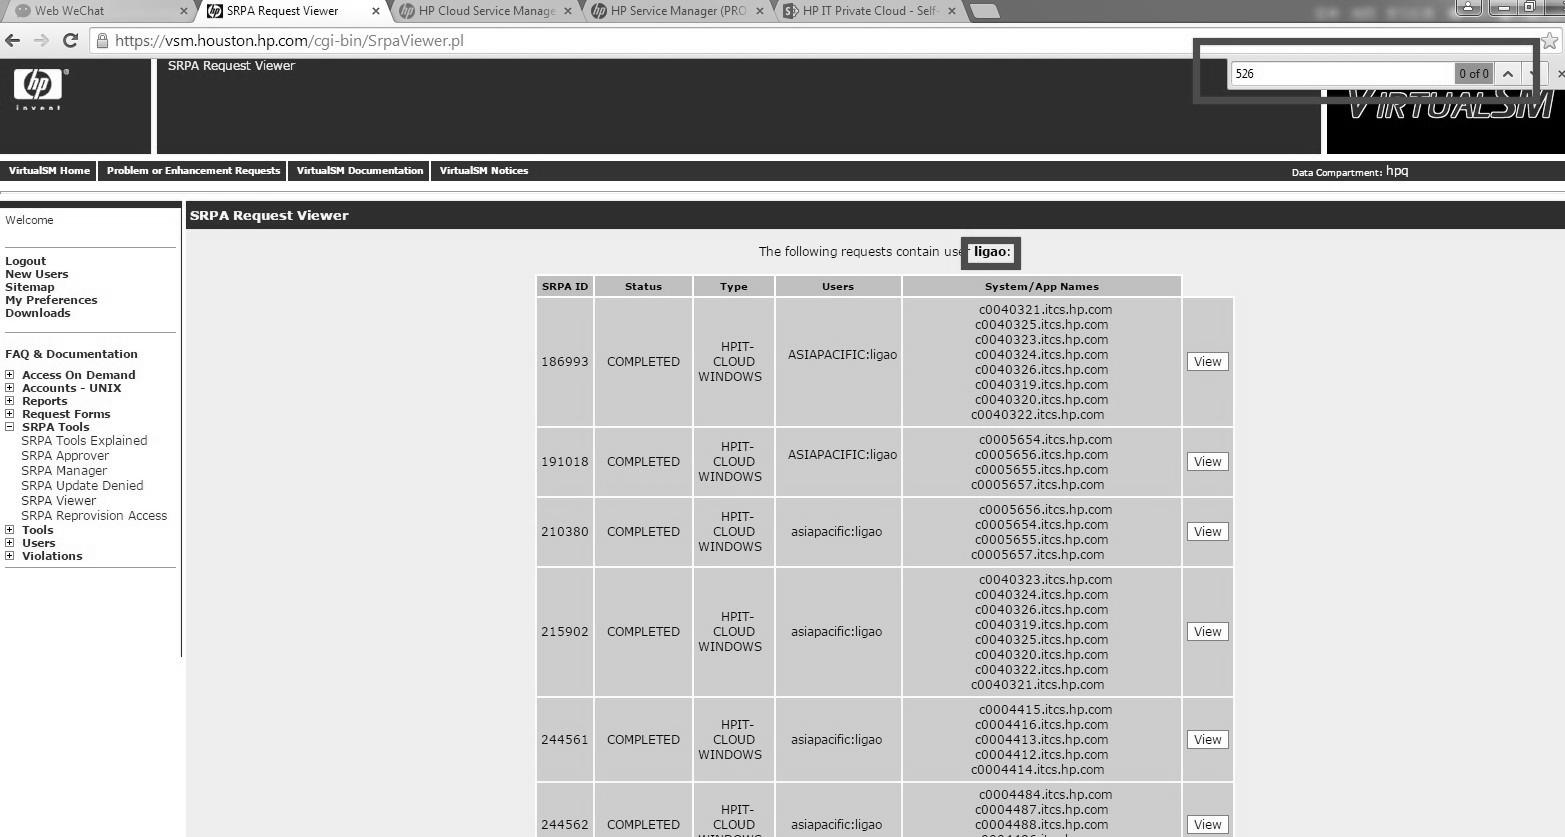 Web WeChat
SRPA Request Viewer
HP Cloud Service Manage
HP Service Manager (PRO
HP IT Private Cloud - Self-
https://vsm.houston.hp.com/cgi-bin/SrpaViewer.pl
526
0 of 0
hp
invent
SRPA Request Viewer
VIRTUALSM
VirtualSM Home
Problem or Enhancement Requests
VirtualSM Documentation
VirtualSM Notices
Data Compartment: hpq
Welcome
Logout
New Users
Sitemap
My Preferences
Downloads
FAQ & Documentation
Access On Demand
Accounts - UNIX
Reports
Request Forms
SRPA Tools
SRPA Tools Explained
SRPA Approver
SRPA Manager
SRPA Update Denied
SRPA Viewer
SRPA Reprovision Access
Tools
Users
Violations
SRPA Request Viewer
The following requests contain user ligao:
SRPA ID Status Type Users System/App Names
186993 COMPLETED HPIT-CLOUD WINDOWS ASIAPACIFIC:ligao
c0040321.itcs.hp.com
c0040325.itcs.hp.com
c0040323.itcs.hp.com
c0040324.itcs.hp.com
c0040326.itcs.hp.com
c0040319.itcs.hp.com
c0040320.itcs.hp.com
c0040322.itcs.hp.com
View
191018 COMPLETED HPIT-CLOUD WINDOWS ASIAPACIFIC:ligao
c0005654.itcs.hp.com
c0005656.itcs.hp.com
c0005655.itcs.hp.com
c0005657.itcs.hp.com
View
210380 COMPLETED HPIT-CLOUD WINDOWS asiapacific:ligao
c0005656.itcs.hp.com
c0005654.itcs.hp.com
c0005655.itcs.hp.com
c0005657.itcs.hp.com
View
215902 COMPLETED HPIT-CLOUD WINDOWS asiapacific:ligao
c0040323.itcs.hp.com
c0040324.itcs.hp.com
c0040326.itcs.hp.com
c0040319.itcs.hp.com
c0040325.itcs.hp.com
c0040320.itcs.hp.com
c0040322.itcs.hp.com
c0040321.itcs.hp.com
View
244561 COMPLETED HPIT-CLOUD WINDOWS asiapacific:ligao
c0004415.itcs.hp.com
c0004416.itcs.hp.com
c0004413.itcs.hp.com
c0004412.itcs.hp.com
c0004414.itcs.hp.com
View
244562 COMPLETED HPIT-CLOUD WINDOWS asiapacific:ligao
c0004484.itcs.hp.com
c0004487.itcs.hp.com
c0004488.itcs.hp.com
View